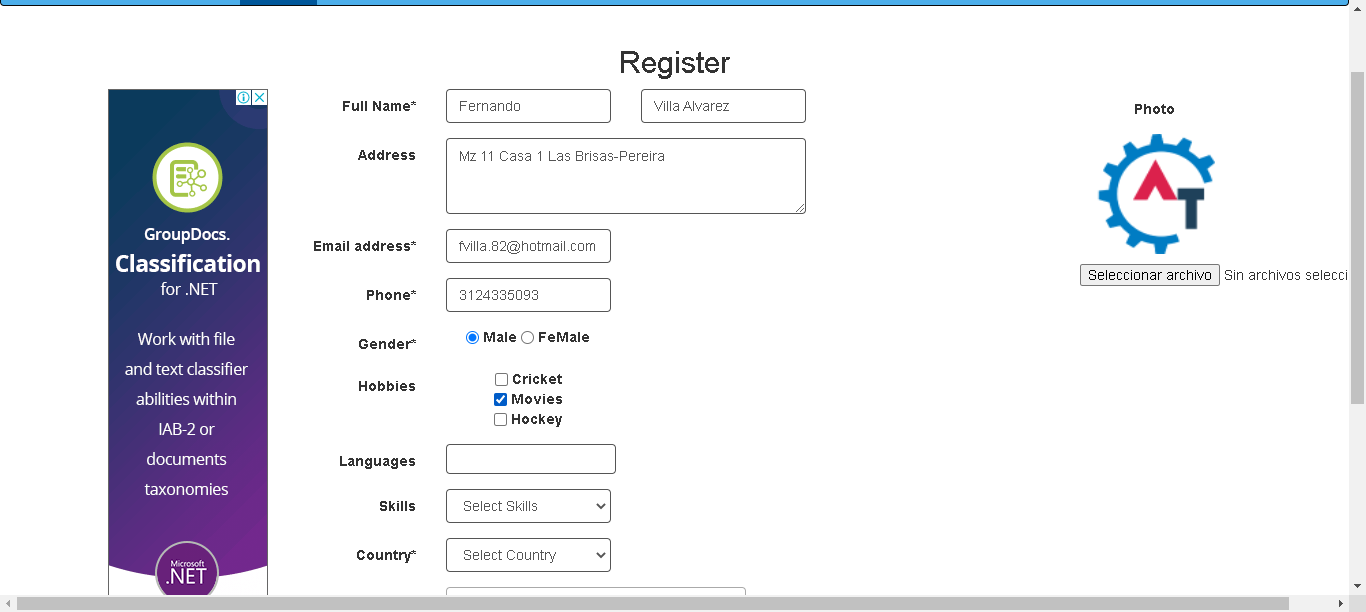 Register
GroupDocs.
Classification
for .NET
Work with file
and text classifier
abilities within
IAB-2 or
documents
taxonomies
Microsoft
.NET
Full Name* Fernando Villa Alvarez
Address Mz 11 Casa 1 Las Brisas-Pereira
Email address* fvilla.82@hotmail.com
Phone* 3124335093
Gender* Male FeMale
Hobbies Cricket
Movies
Hockey
Languages
Skills Select Skills
Country* Select Country
Photo
AT
Seleccionar archivo Sin archivos selecci